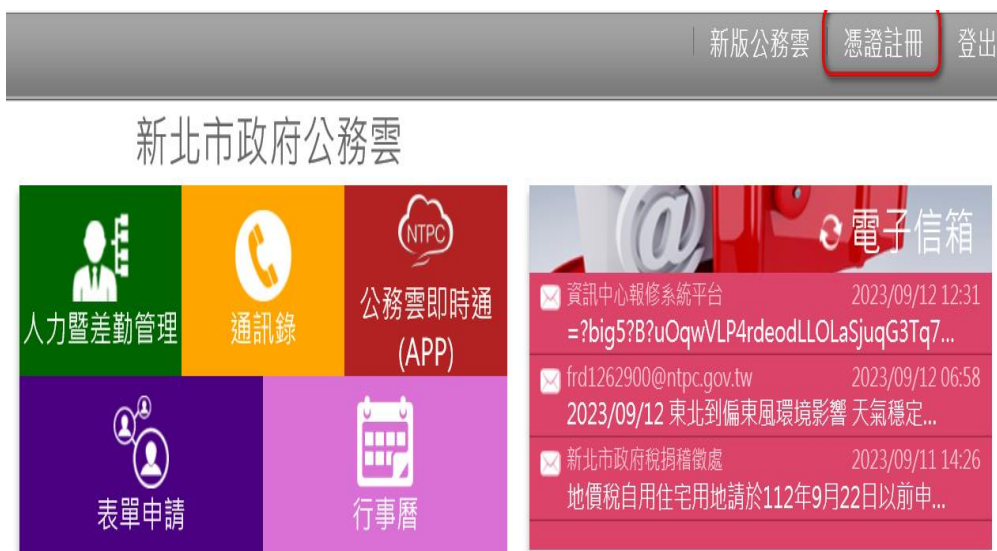 新版公務雲
憑證註冊
登出
新北市政府公務雲
人力暨差勤管理
通訊錄
NTPC
公務雲即時通
(APP)
表單申請
行事曆
@
電子信箱
資訊中心報修系統平台 2023/09/12 12:31
=?big5?B?uOqwVLP4rdeodLLOLaSjuqG3Tq7...
frd1262900@ntpc.gov.tw 2023/09/12 06:58
2023/09/12 東北到偏東風環境影響 天氣穩定...
新北市政府稅捐稽徵處 2023/09/11 14:26
地價稅自用住宅用地請於112年9月22日以前申...